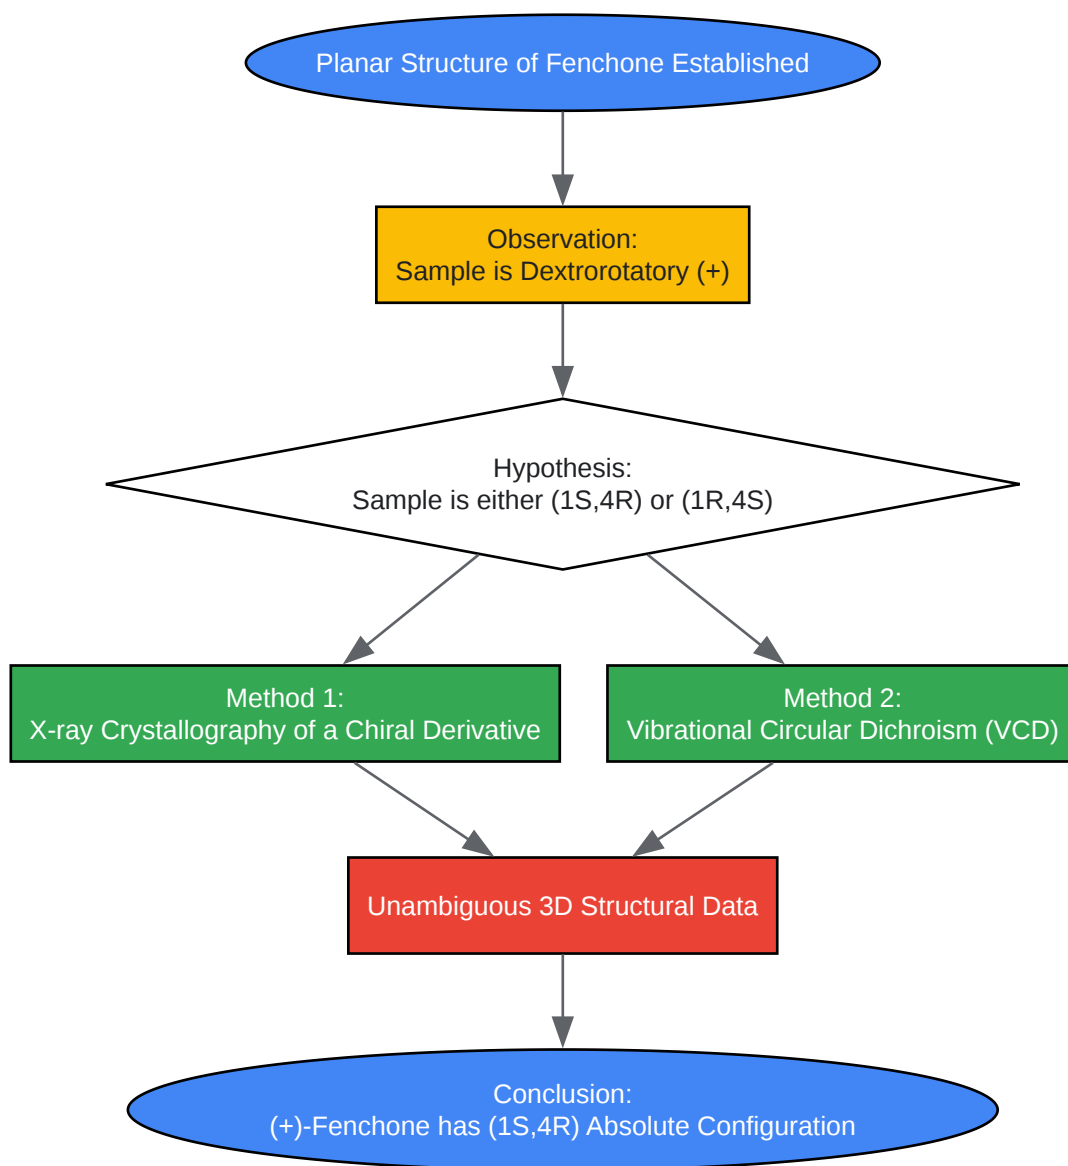 Planar Structure of Fenchone Established
Observation:
Sample is Dextrorotatory (+)
Hypothesis:
Sample is either (1S,4R) or (1R,4S)
Method 1:
X-ray Crystallography of a Chiral Derivative
Method 2:
Vibrational Circular Dichroism (VCD)
Unambiguous 3D Structural Data
Conclusion:
(+)-Fenchone has (1S,4R) Absolute Configuration